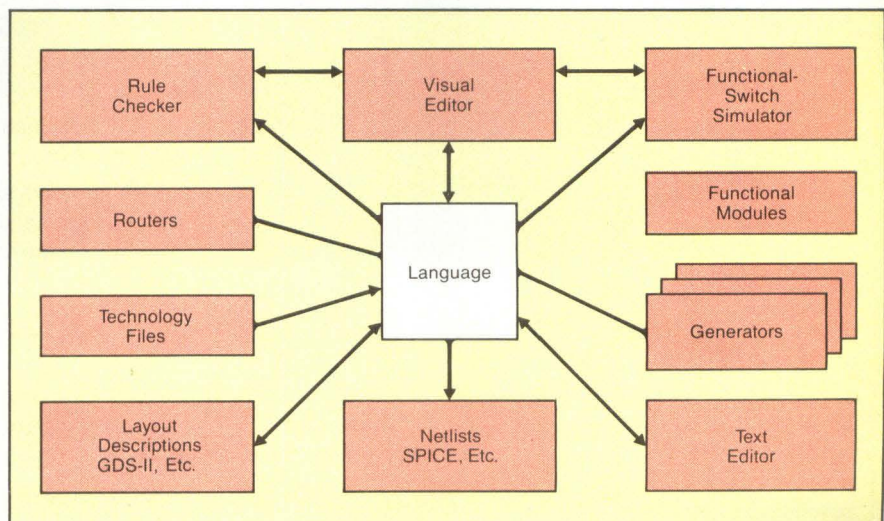 Rule
Checker
Visual
Editor
Functional-
Switch
Simulator
Routers
Functional
Modules
Language
Technology
Files
Generators
Layout
Descriptions
GDS-II, Etc.
Netlists
SPICE, Etc.
Text
Editor